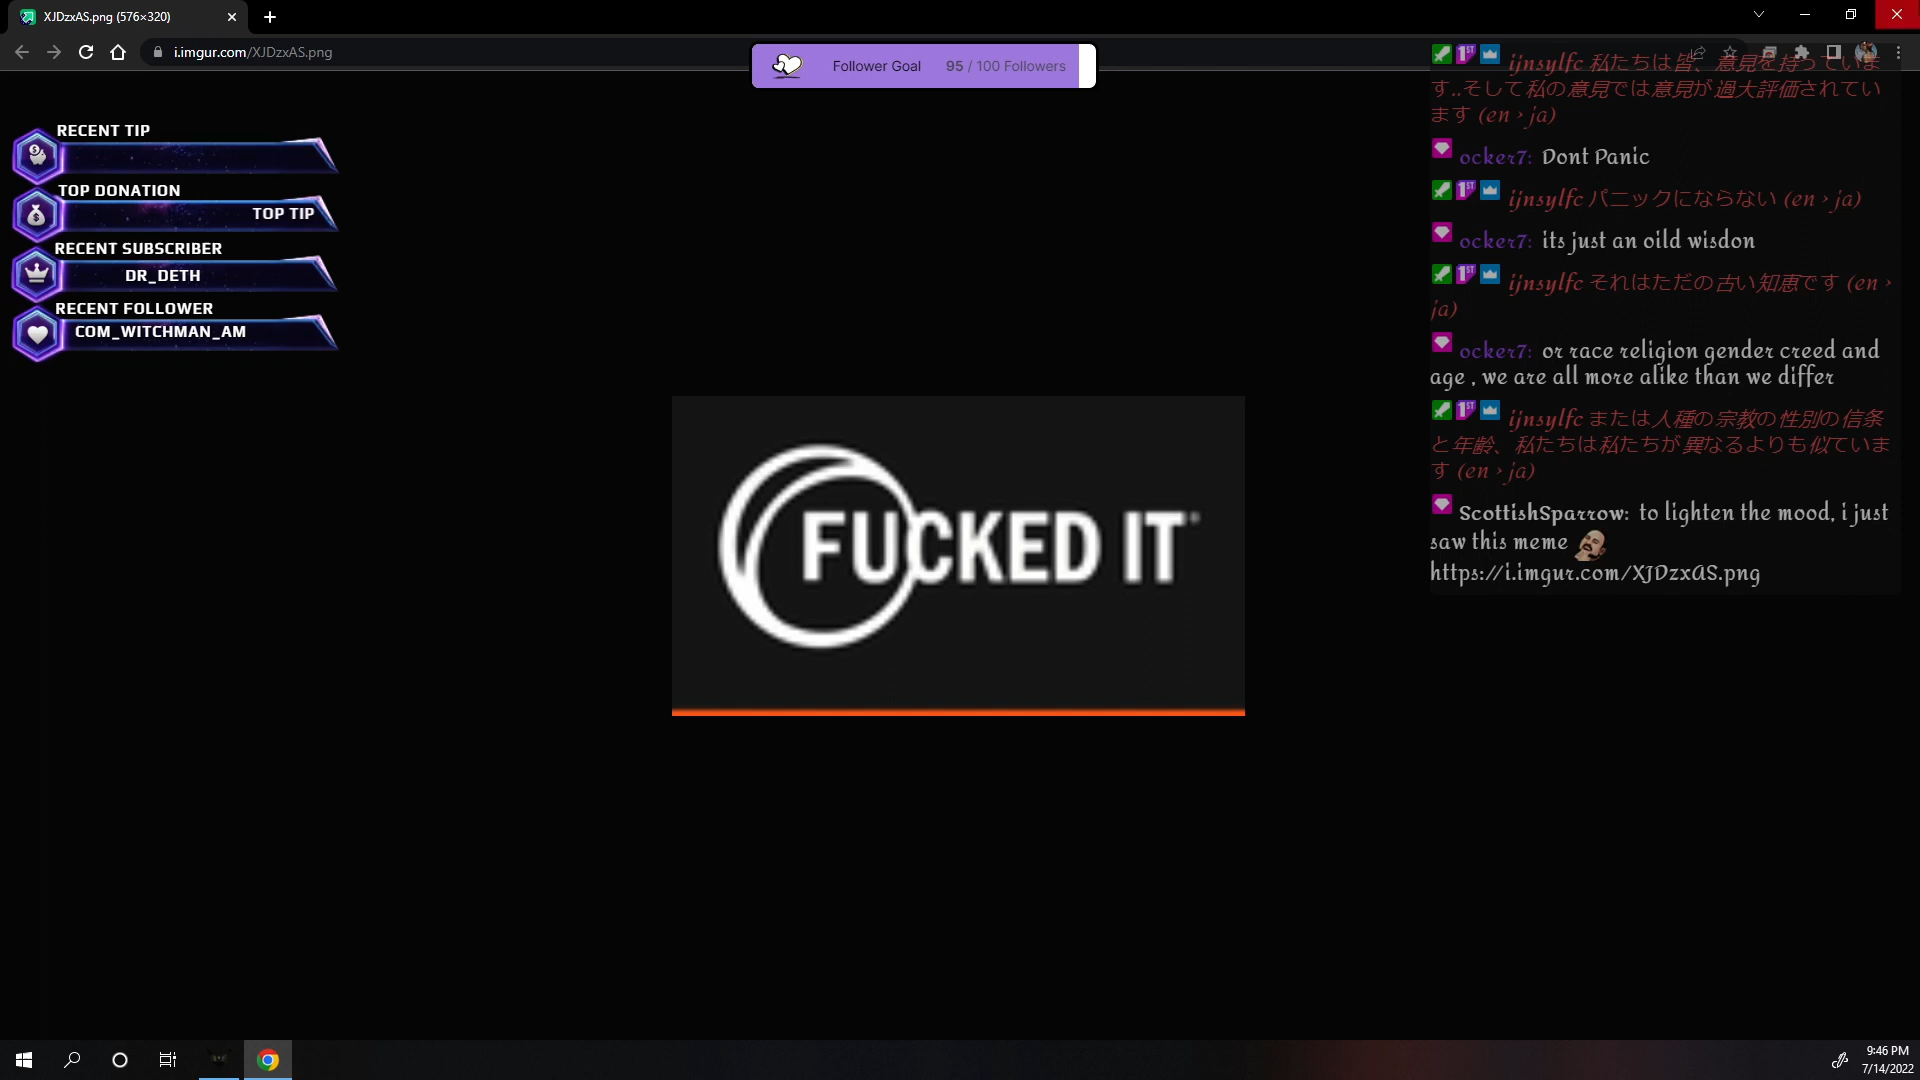 XJDzxAS.png (576×320)
i.imgur.com/XJDzxAS.png
Follower Goal 95 / 100 Followers
RECENT TIP
TOP DONATION
TOP TIP
RECENT SUBSCRIBER
DR_DETH
RECENT FOLLOWER
COM_WITCHMAN_AM
FUCKED IT
1ST ijnsylfc 私たちは皆、意見を持っていま
す..そして私の意見では意見が過大評価されてい
ます (en > ja)
ocker7: Dont Panic
1ST ijnsylfc パニックにならない (en > ja)
ocker7: its just an oild wisdon
1ST ijnsylfc それはただの古い知恵です (en >
ja)
ocker7: or race religion gender creed and
age , we are all more alike than we differ
1ST ijnsylfc または人種の宗教の性別の信条
と年齢、私たちは私たちが異なるよりも似ていま
す (en > ja)
ScottishSparrow: to lighten the mood, i just
saw this meme
https://i.imgur.com/XJDzxAS.png
9:46 PM
7/14/2022